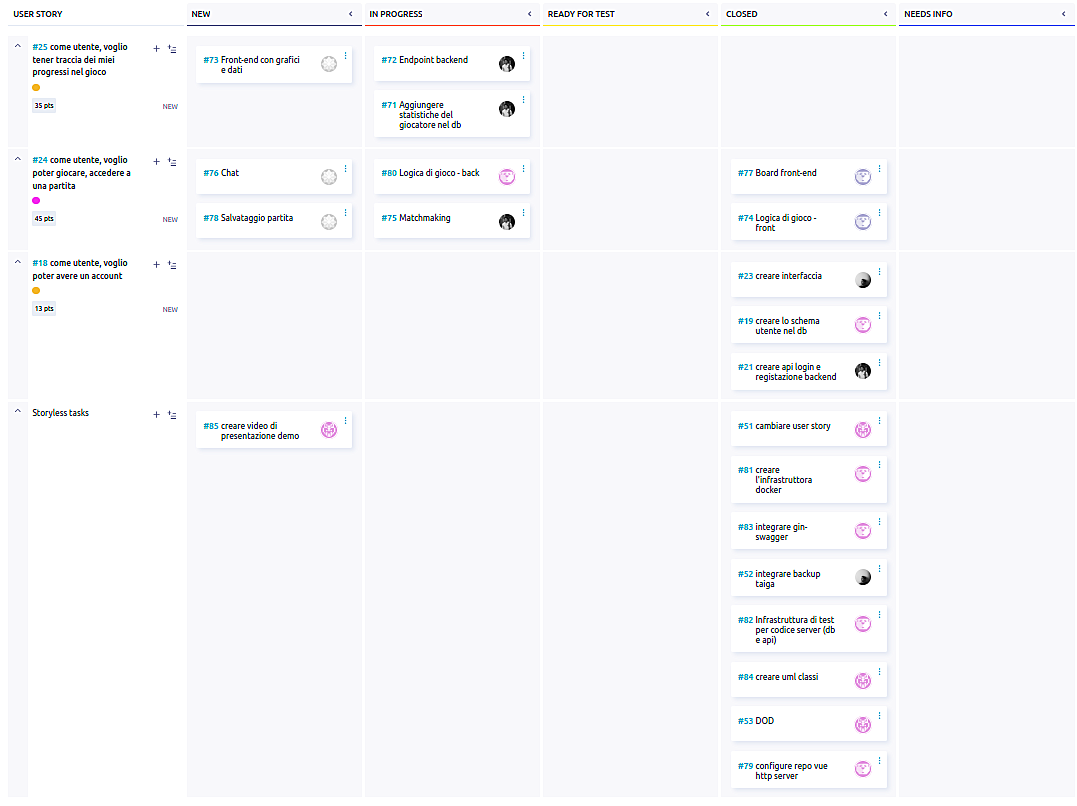 USER STORY
NEW
IN PROGRESS
READY FOR TEST
CLOSED
NEEDS INFO
#25 come utente, voglio
tener traccia dei miei
progressi nel gioco
35 pts
NEW
#73 Front-end con grafici
e dati
#72 Endpoint backend
#71 Aggiungere
statistiche del
giocatore nel db
#24 come utente, voglio
poter giocare, accedere a
una partita
45 pts
NEW
#76 Chat
#78 Salvataggio partita
#80 Logica di gioco - back
#75 Matchmaking
#77 Board front-end
#74 Logica di gioco -
front
#18 come utente, voglio
poter avere un account
13 pts
NEW
#23 creare interfaccia
#19 creare lo schema
utente nel db
#21 creare api login e
registazione backend
Storyless tasks
#85 creare video di
presentazione demo
#51 cambiare user story
#81 creare
l'infrastruttora
docker
#83 integrare gin-
swagger
#52 integrare backup
taiga
#82 Infrastruttura di test
per codice server (db
e api)
#84 creare uml classi
#53 DOD
#79 configure repo vue
http server